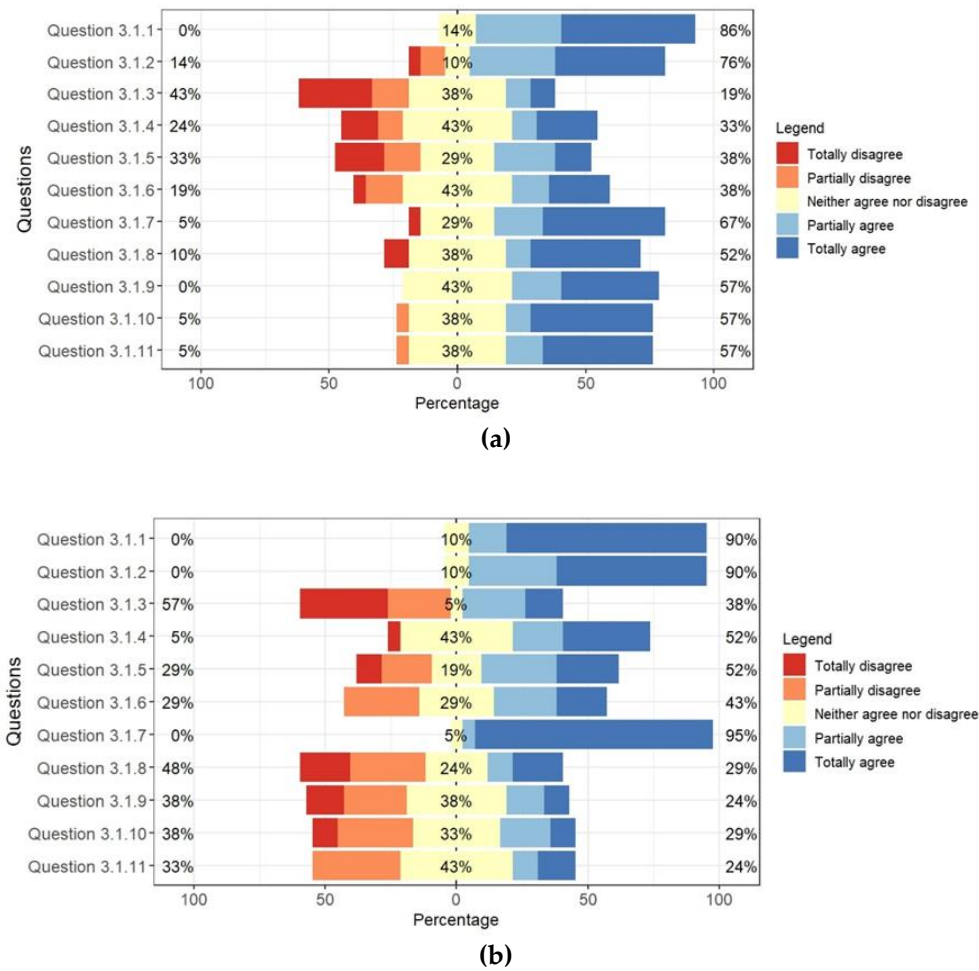 Question 3.1.1 0% 14% 86%
Question 3.1.2 14% 10% 76%
Question 3.1.3 43% 38% 19%
Question 3.1.4 24% 43% 33%
Question 3.1.5 33% 29% 38%
Question 3.1.6 19% 43% 38%
Question 3.1.7 5% 29% 67%
Question 3.1.8 10% 38% 52%
Question 3.1.9 0% 43% 57%
Question 3.1.10 5% 38% 57%
Question 3.1.11 5% 38% 57%
100 50 0 50 100
Percentage
Questions
Legend
Totally disagree
Partially disagree
Neither agree nor disagree
Partially agree
Totally agree
(a)
Question 3.1.1 0% 10% 90%
Question 3.1.2 0% 10% 90%
Question 3.1.3 57% 5% 38%
Question 3.1.4 5% 43% 52%
Question 3.1.5 29% 19% 52%
Question 3.1.6 29% 29% 43%
Question 3.1.7 0% 5% 95%
Question 3.1.8 48% 24% 29%
Question 3.1.9 38% 38% 24%
Question 3.1.10 38% 33% 29%
Question 3.1.11 33% 43% 24%
100 50 0 50 100
Percentage
Questions
Legend
Totally disagree
Partially disagree
Neither agree nor disagree
Partially agree
Totally agree
(b)